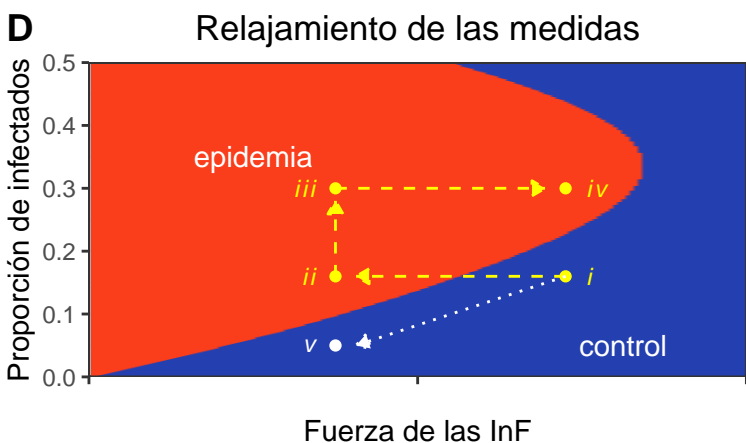 D
Relajamiento de las medidas
Proporción de infectados
0.5
0.4
0.3
0.2
0.1
0.0
epidemia
iii
iv
ii
i
v
control
Fuerza de las InF